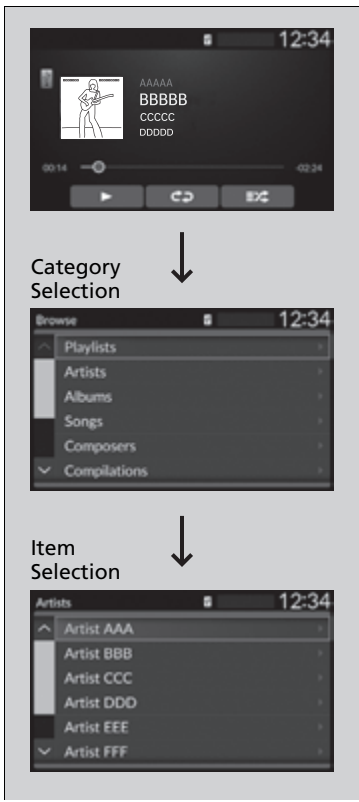 12:34
AAAAA
BBBBB
CCCCC
DDDDD
00:14
-02:24
Category
Selection
Browse
12:34
Playlists
Artists
Albums
Songs
Composers
Compilations
Item
Selection
Artists
12:34
Artist AAA
Artist BBB
Artist CCC
Artist DDD
Artist EEE
Artist FFF